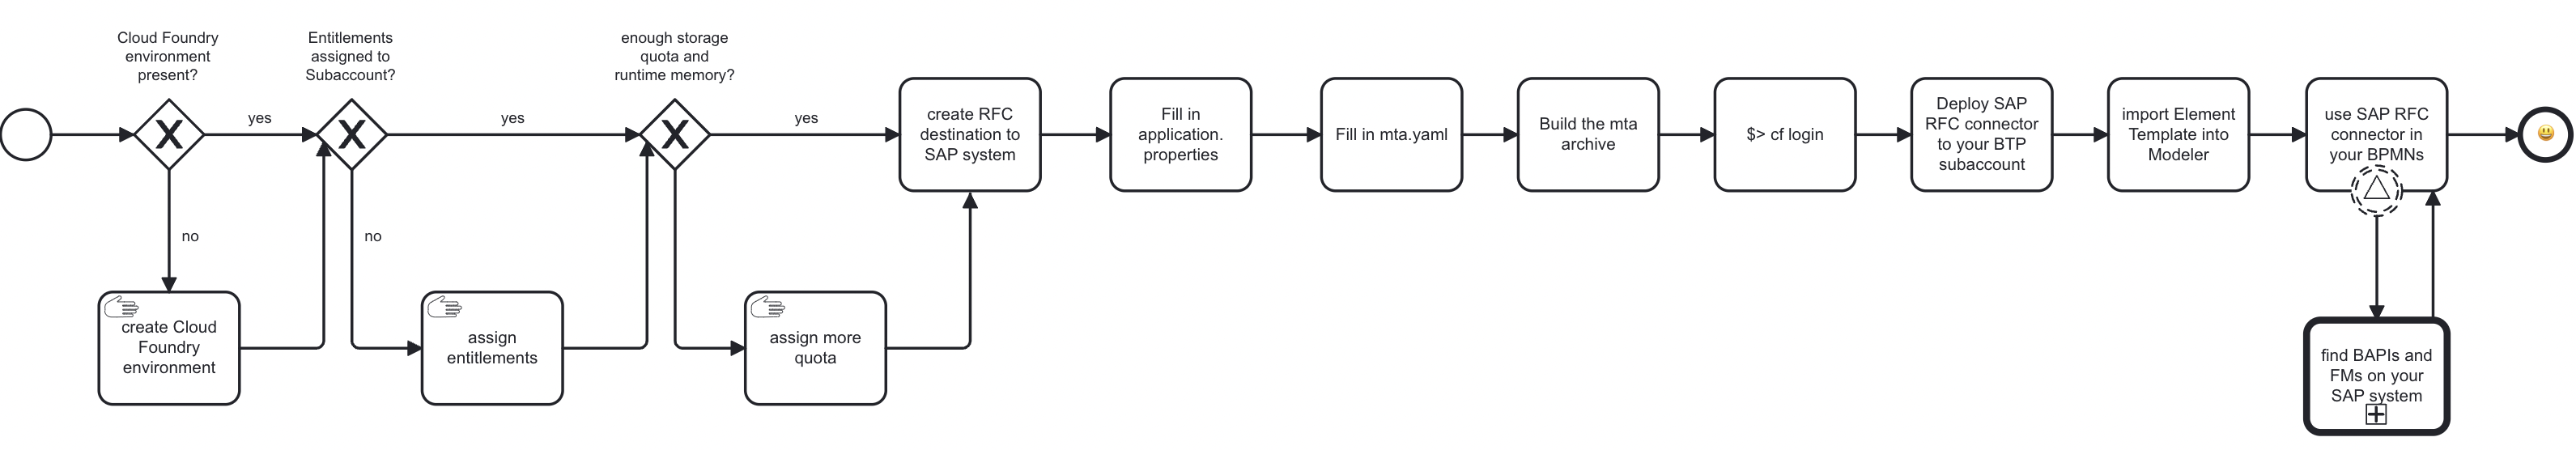 Cloud Foundry
environment
present?
yes
no
create Cloud
Foundry
environment
Entitlements
assigned to
Subaccount?
yes
no
assign
entitlements
enough storage
quota and
runtime memory?
yes
assign more
quota
create RFC
destination to
SAP system
Fill in
application.
properties
Fill in mta.yaml
Build the mta
archive
$> cf login
Deploy SAP
RFC connector
to your BTP
subaccount
import Element
Template into
Modeler
use SAP RFC
connector in
your BPMNs
find BAPIs and
FMs on your
SAP system